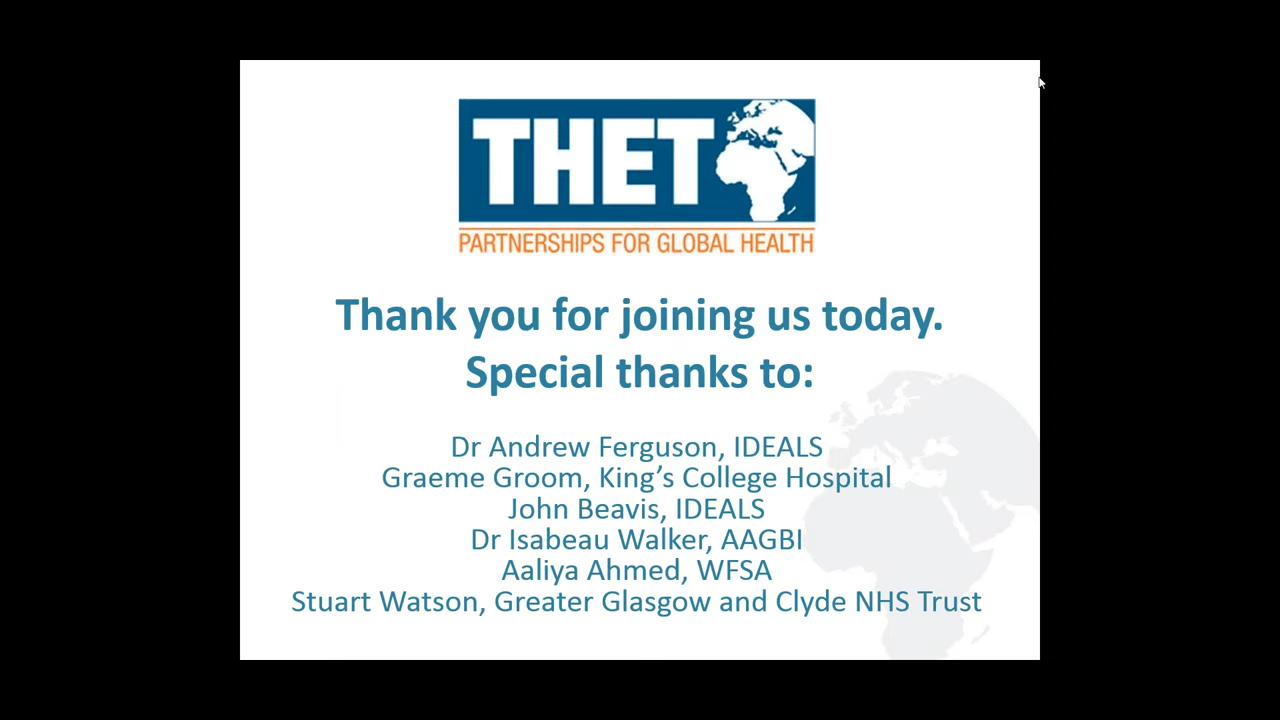 THET
PARTNERSHIPS FOR GLOBAL HEALTH
Thank you for joining us today.
Special thanks to:
Dr Andrew Ferguson, IDEALS
Graeme Groom, King’s College Hospital
John Beavis, IDEALS
Dr Isabeau Walker, AAGBI
Aaliya Ahmed, WFSA
Stuart Watson, Greater Glasgow and Clyde NHS Trust